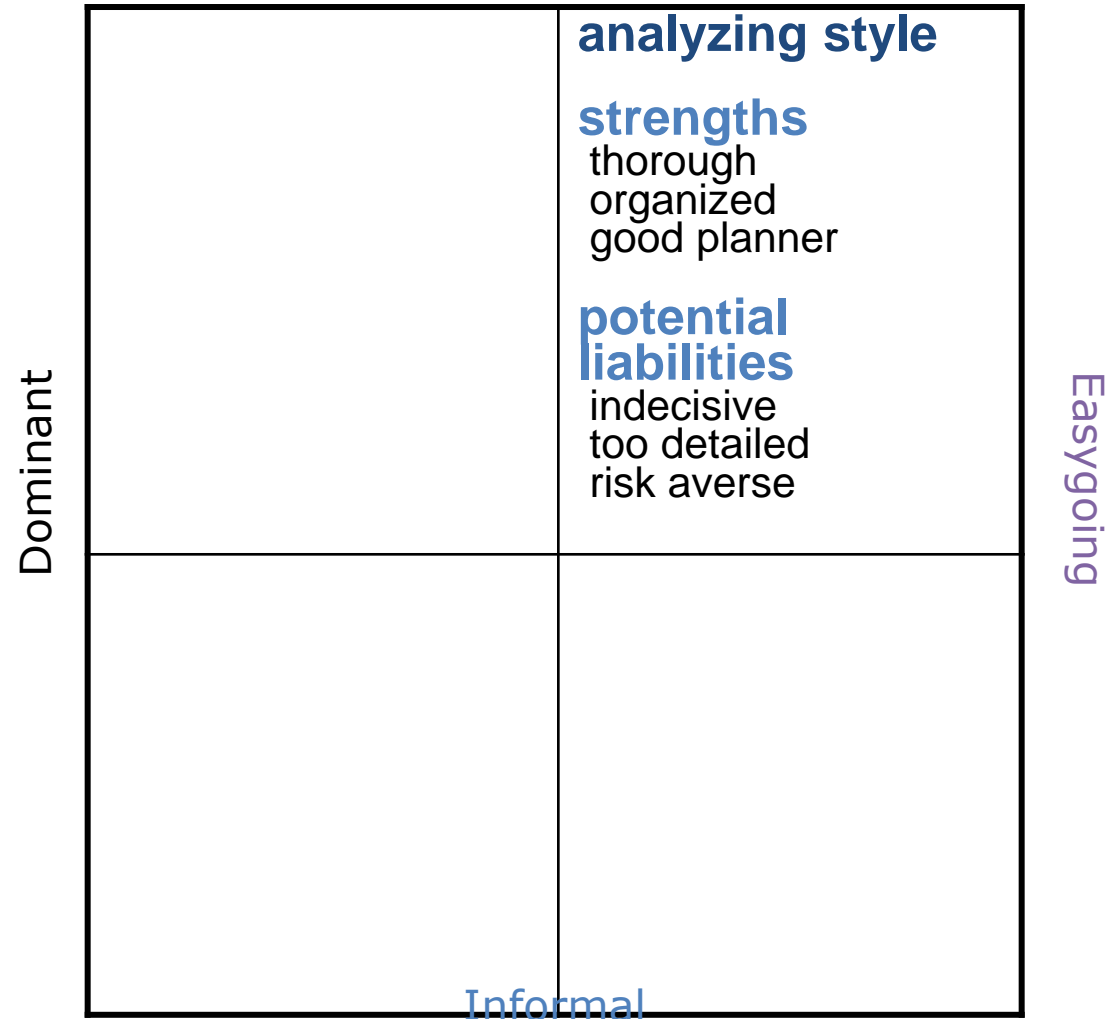 analyzing style
strengths
thorough
organized
good planner
potential
liabilities
indecisive
too detailed
risk averse
Dominant
Easygoing
Informal